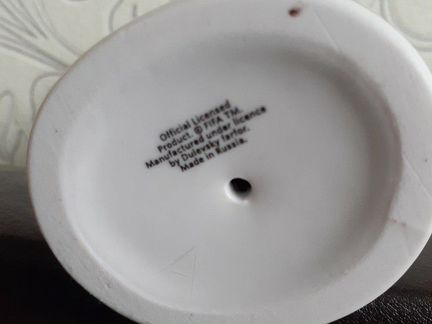 Official Licensed
Product. © FIFA TM.
Manufactured under licence
by Dulevsky farfor.
Made in Russia.